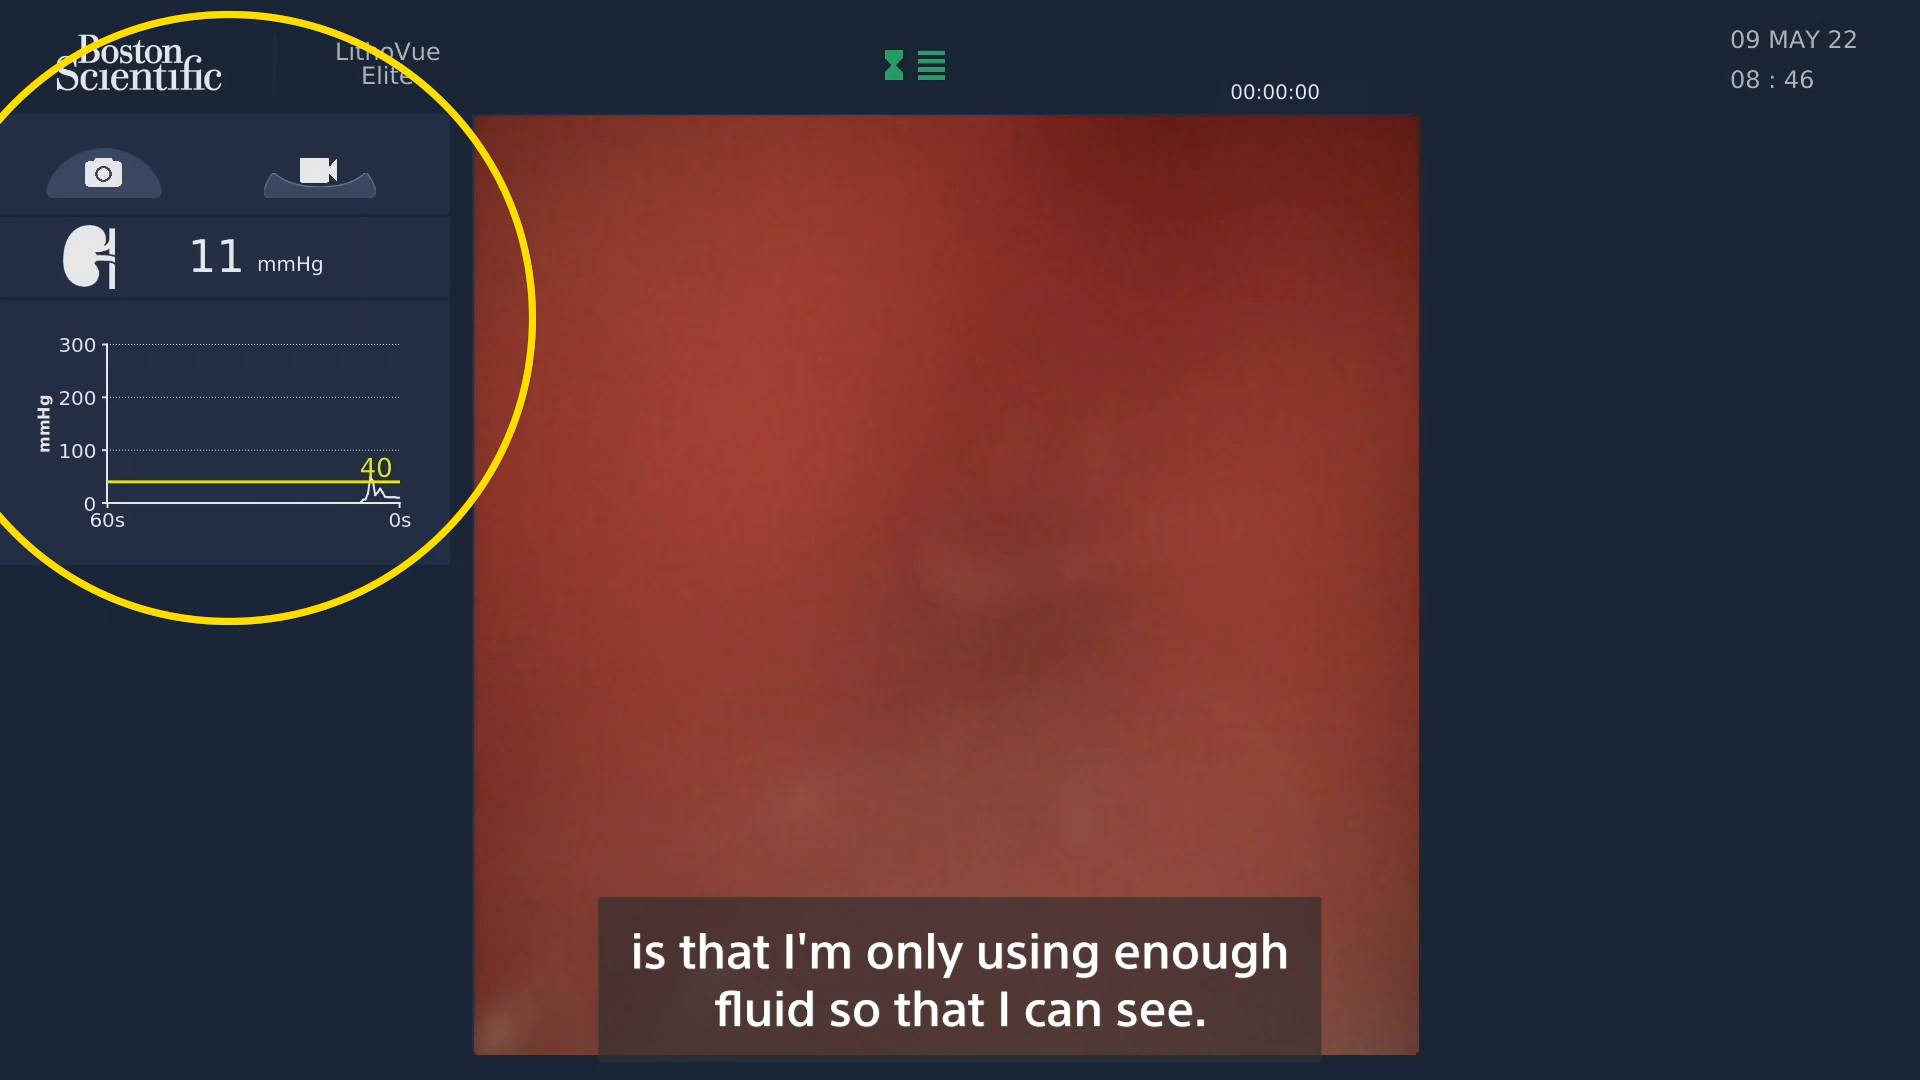 Boston
Scientific
LithoVue
Elite
09 MAY 22
08 : 46
00:00:00
11 mmHg
300
200
100
0
mmHg
40
60s
0s
is that I'm only using enough
fluid so that I can see.